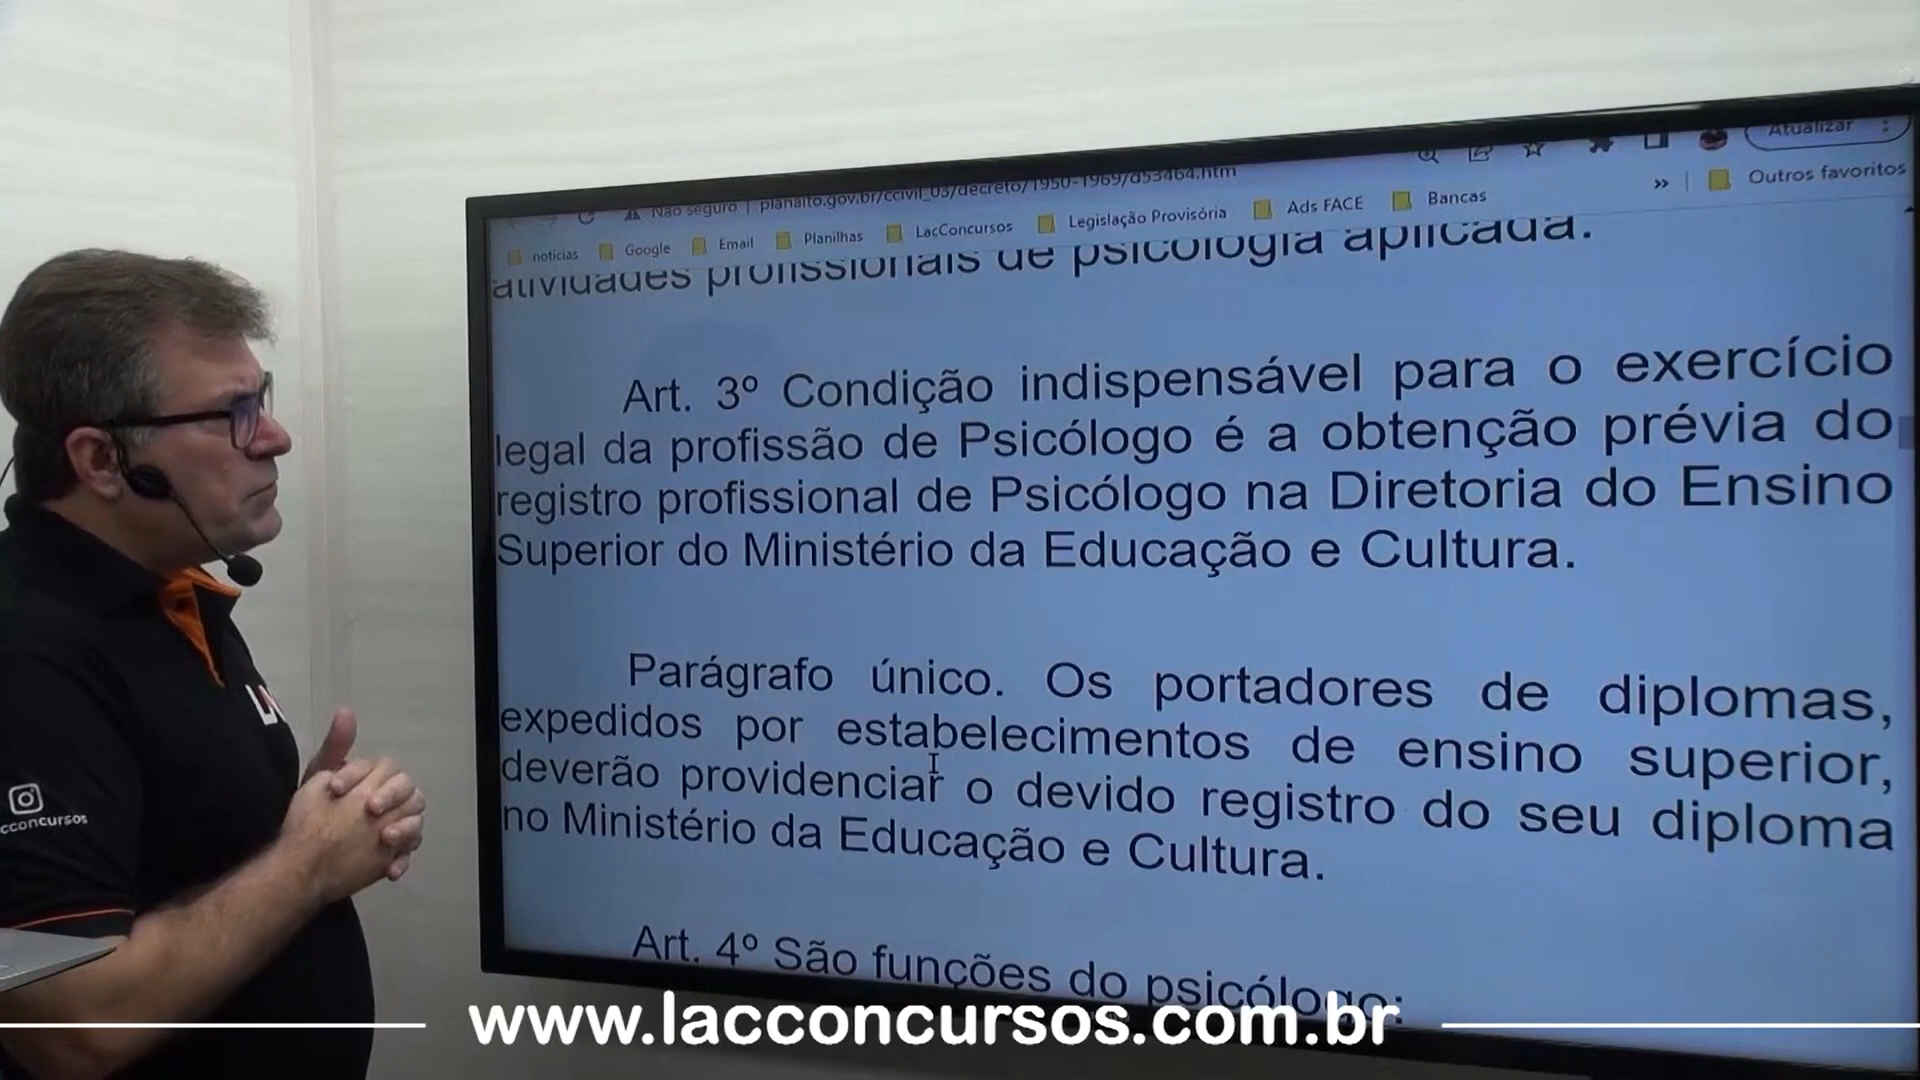 Atualizar
Não seguro | planalto.gov.br/ccivil_03/decreto/1950-1969/d53464.htm
notícias Google Email Planilhas LacConcursos Legislação Provisória Ads FACE Bancas » Outros favoritos
atividades profissionais de psicologia aplicada.
Art. 3º Condição indispensável para o exercício
legal da profissão de Psicólogo é a obtenção prévia do
registro profissional de Psicólogo na Diretoria do Ensino
Superior do Ministério da Educação e Cultura.
Parágrafo único. Os portadores de diplomas,
expedidos por estabelecimentos de ensino superior,
deverão providenciar o devido registro do seu diploma
no Ministério da Educação e Cultura.
Art. 4º São funções do psicólogo:
cconcursos
www.lacconcursos.com.br